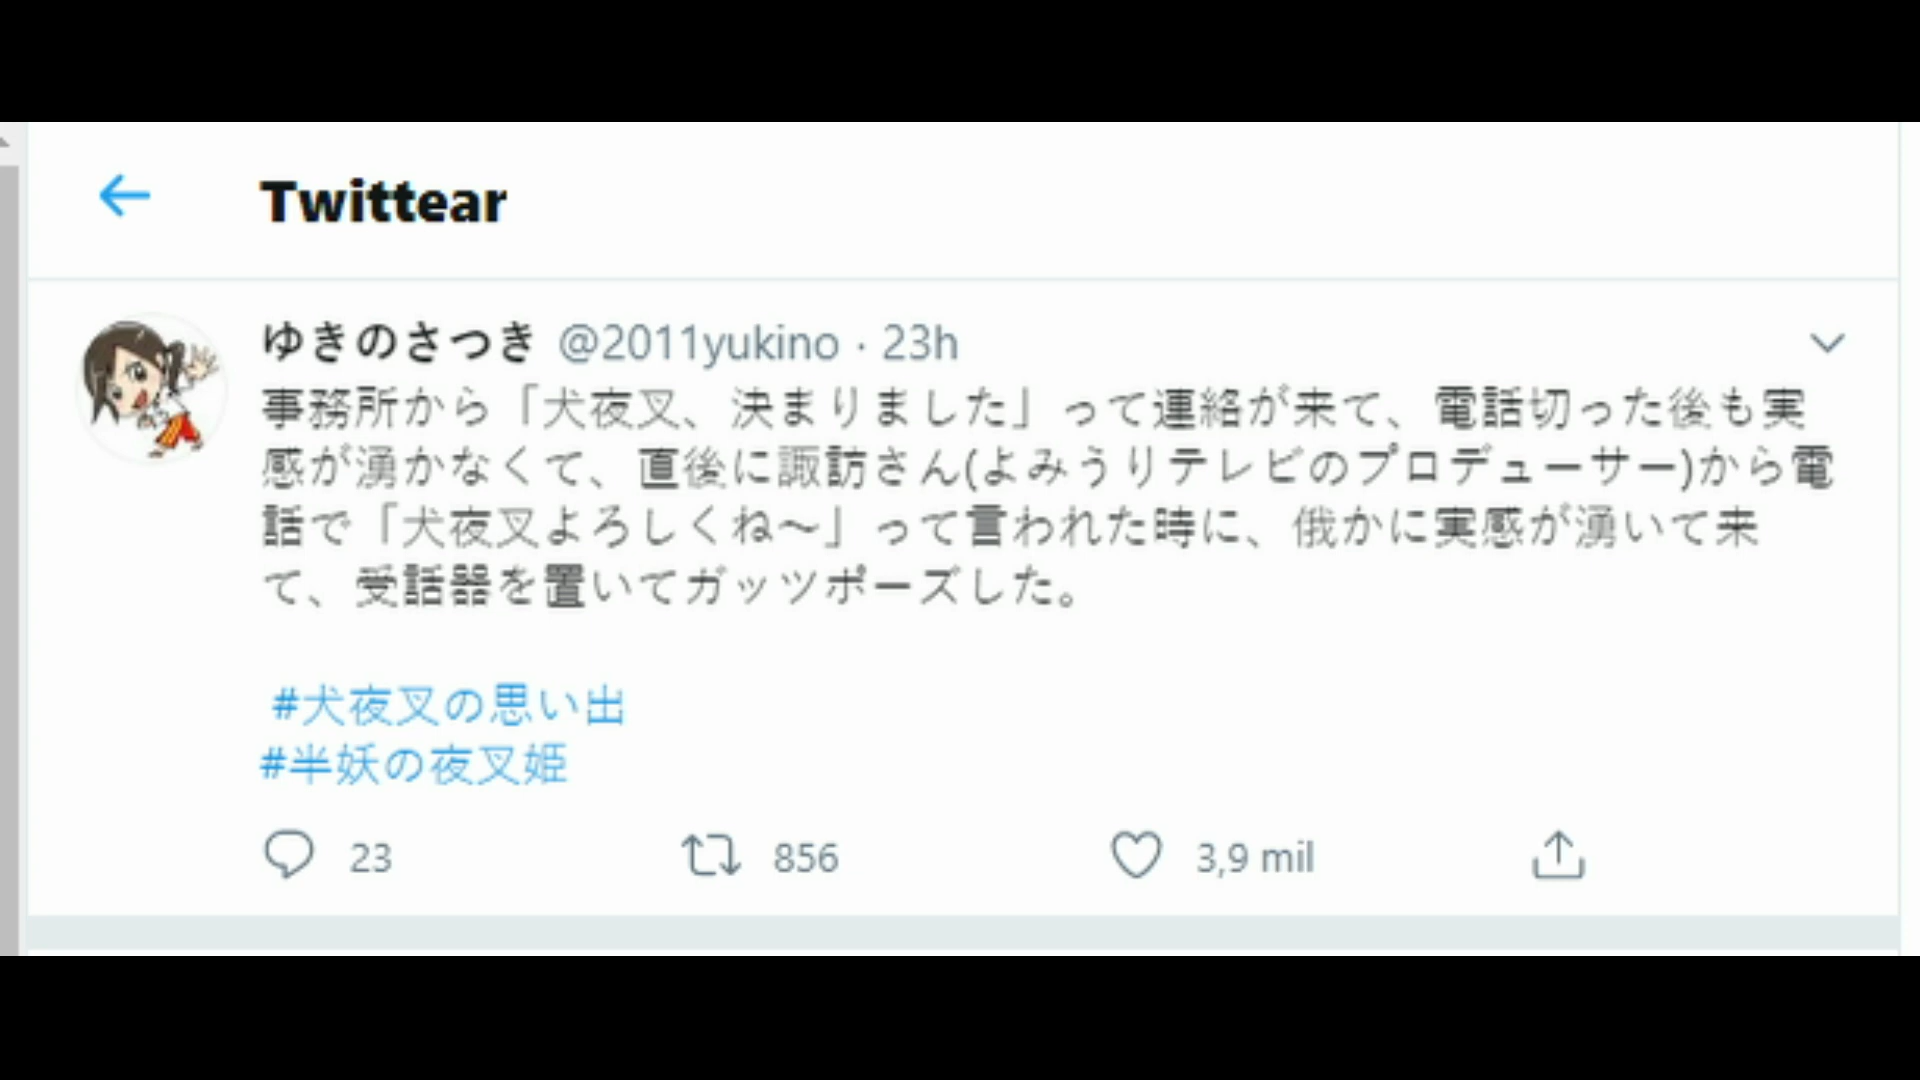 Twittear
ゆきのさつき @2011yukino · 23h
事務所から「犬夜叉、決まりました」って連絡が来て、電話切った後も実
感が湧かなくて、直後に諏訪さん(よみうりテレビのプロデューサー)から電
話で「犬夜叉よろしくね〜」って言われた時に、俄かに実感が湧いて来
て、受話器を置いてガッツポーズした。
#犬夜叉の思い出
#半妖の夜叉姫
23 856 3,9 mil